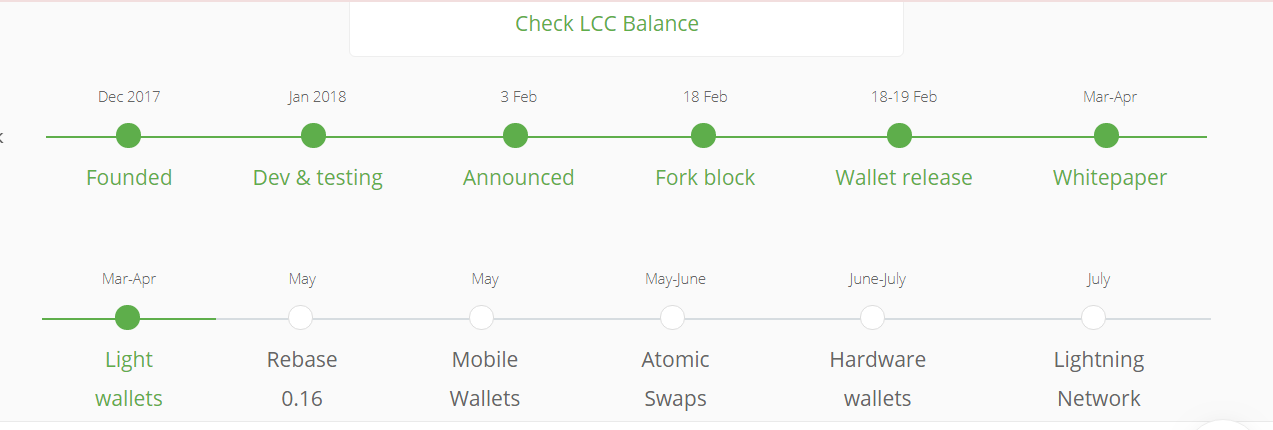 Check LCC Balance
Dec 2017 Jan 2018 3 Feb 18 Feb 18-19 Feb Mar-Apr
Founded Dev & testing Announced Fork block Wallet release Whitepaper
Mar-Apr May May May-June June-July July
Light Rebase Mobile Atomic Hardware Lightning
wallets 0.16 Wallets Swaps wallets Network